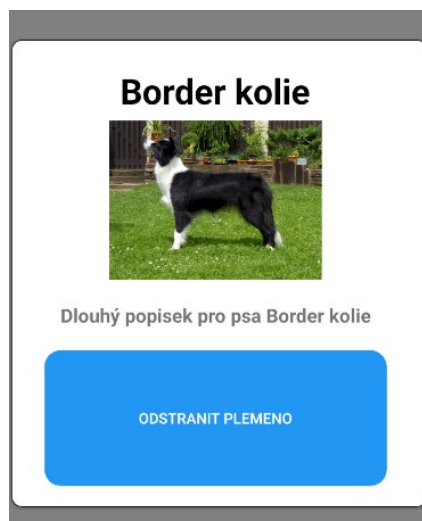 Border kolie
Dlouhý popisek pro psa Border kolie
ODSTRANIT PLEMENO